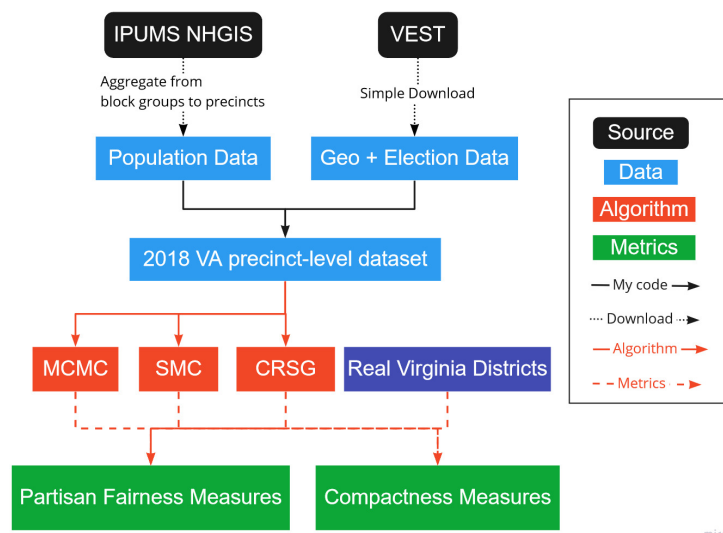 IPUMS NHGIS
VEST
Aggregate from
block groups to precincts
Simple Download
Population Data
Geo + Election Data
2018 VA precinct-level dataset
MCMC
SMC
CRSG
Real Virginia Districts
Partisan Fairness Measures
Compactness Measures
Source
Data
Algorithm
Metrics
My code
Download
Algorithm
Metrics